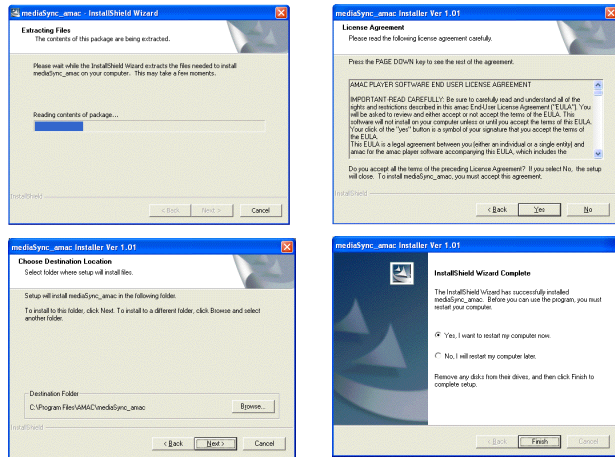 mediaSync_amac - InstallShield Wizard
Extracting Files
The contents of this package are being extracted.
Please wait while the InstallShield Wizard extracts the files needed to install
mediaSync_amac on your computer. This may take a few moments.
Reading contents of package...
InstallShield
< Back Next > Cancel
mediaSync_amac Installer Ver 1.01
License Agreement
Please read the following license agreement carefully.
Press the PAGE DOWN key to see the rest of the agreement.
AMAC PLAYER SOFTWARE END USER LICENSE AGREEMENT
IMPORTANT-READ CAREFULLY: Be sure to carefully read and understand all of the
rights and restrictions described in this amac End-User License Agreement ("EULA"). You
will be asked to review and either accept or not accept the terms of the EULA. This
software will not install on your computer unless or until you accept the terms of this EULA.
Your click of the "yes" button is a symbol of your signature that you accept the terms of
the EULA.
This EULA is a legal agreement between you (either an individual or a single entity) and
amac for the amac player software accompanying this EULA, which includes the
Do you accept all the terms of the preceding License Agreement? If you select No, the setup
will close. To install mediaSync_amac, you must accept this agreement.
InstallShield
< Back Yes No
mediaSync_amac Installer Ver 1.01
Choose Destination Location
Select folder where setup will install files.
Setup will install mediaSync_amac in the following folder.
To install to this folder, click Next. To install to a different folder, click Browse and select
another folder.
Destination Folder
C:\Program Files\AMAC\mediaSync_amac
Browse...
InstallShield
< Back Next > Cancel
mediaSync_amac Installer Ver 1.01
InstallShield Wizard Complete
The InstallShield Wizard has successfully installed
mediaSync_amac. Before you can use the program, you must
restart your computer.
Yes, I want to restart my computer now.
No, I will restart my computer later.
Remove any disks from their drives, and then click Finish to
complete setup.
< Back Finish Cancel